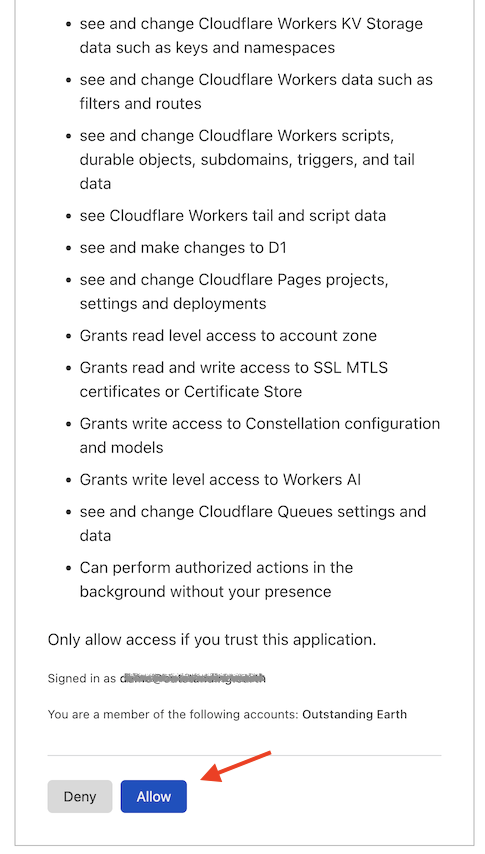 see and change Cloudflare Workers KV Storage
data such as keys and namespaces
see and change Cloudflare Workers data such as
filters and routes
see and change Cloudflare Workers scripts,
durable objects, subdomains, triggers, and tail
data
see Cloudflare Workers tail and script data
see and make changes to D1
see and change Cloudflare Pages projects,
settings and deployments
Grants read level access to account zone
Grants read and write access to SSL MTLS
certificates or Certificate Store
Grants write access to Constellation configuration
and models
Grants write level access to Workers AI
see and change Cloudflare Queues settings and
data
Can perform authorized actions in the
background without your presence
Only allow access if you trust this application.
Signed in as
You are a member of the following accounts: Outstanding Earth
Deny Allow